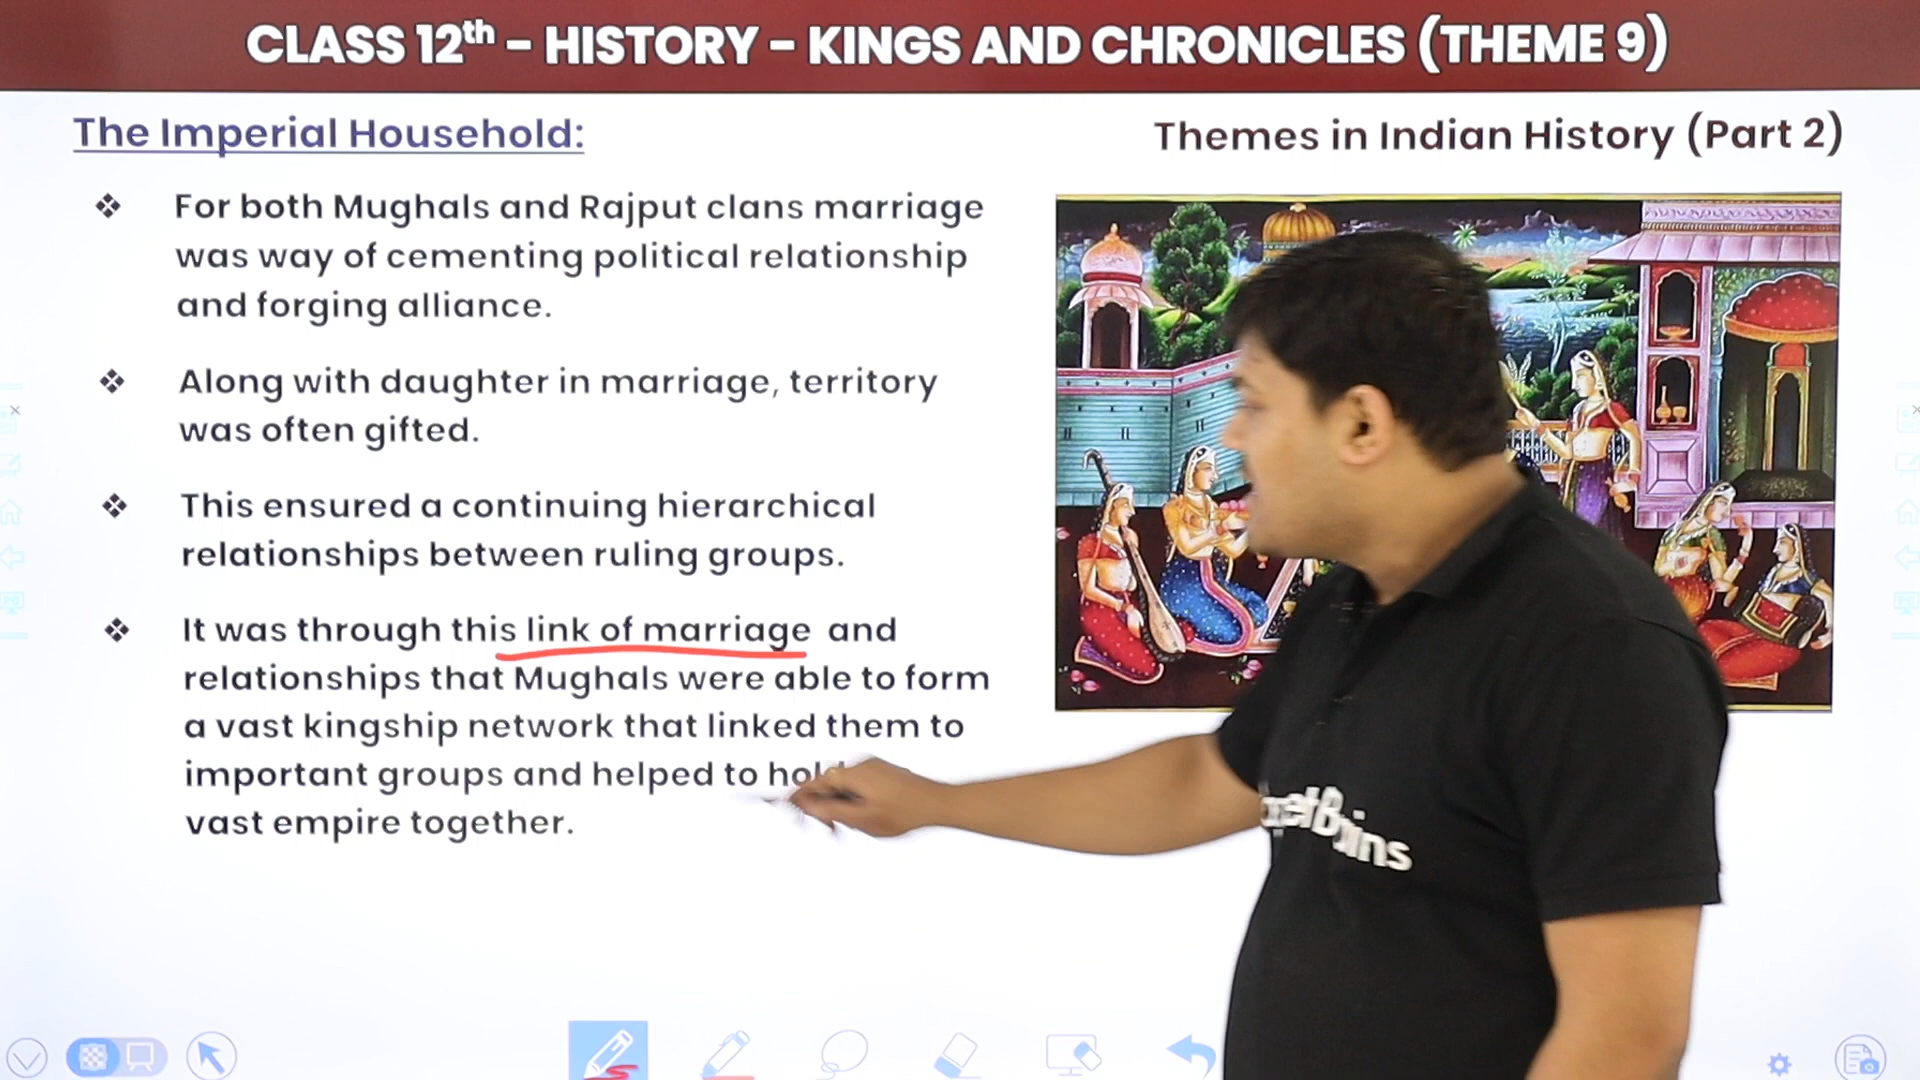 CLASS 12th - HISTORY - KINGS AND CHRONICLES (THEME 9)
The Imperial Household:
Themes in Indian History (Part 2)
❖ For both Mughals and Rajput clans marriage
was way of cementing political relationship
and forging alliance.
❖ Along with daughter in marriage, territory
was often gifted.
❖ This ensured a continuing hierarchical
relationships between ruling groups.
❖ It was through this link of marriage and
relationships that Mughals were able to form
a vast kingship network that linked them to
important groups and helped to
vast empire together.